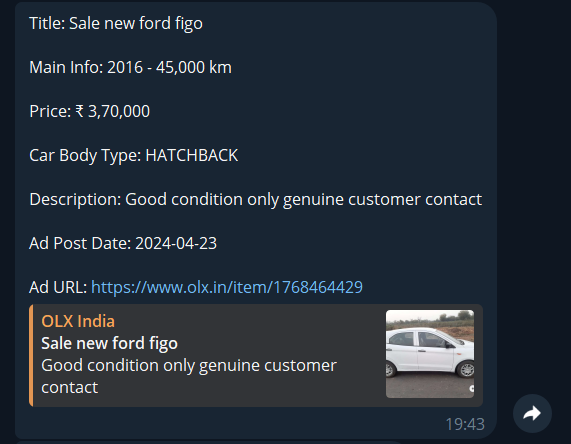 Title: Sale new ford figo
Main Info: 2016 - 45,000 km
Price: ₹ 3,70,000
Car Body Type: HATCHBACK
Description: Good condition only genuine customer contact
Ad Post Date: 2024-04-23
Ad URL: https://www.olx.in/item/1768464429
OLX India
Sale new ford figo
Good condition only genuine customer
contact
19:43